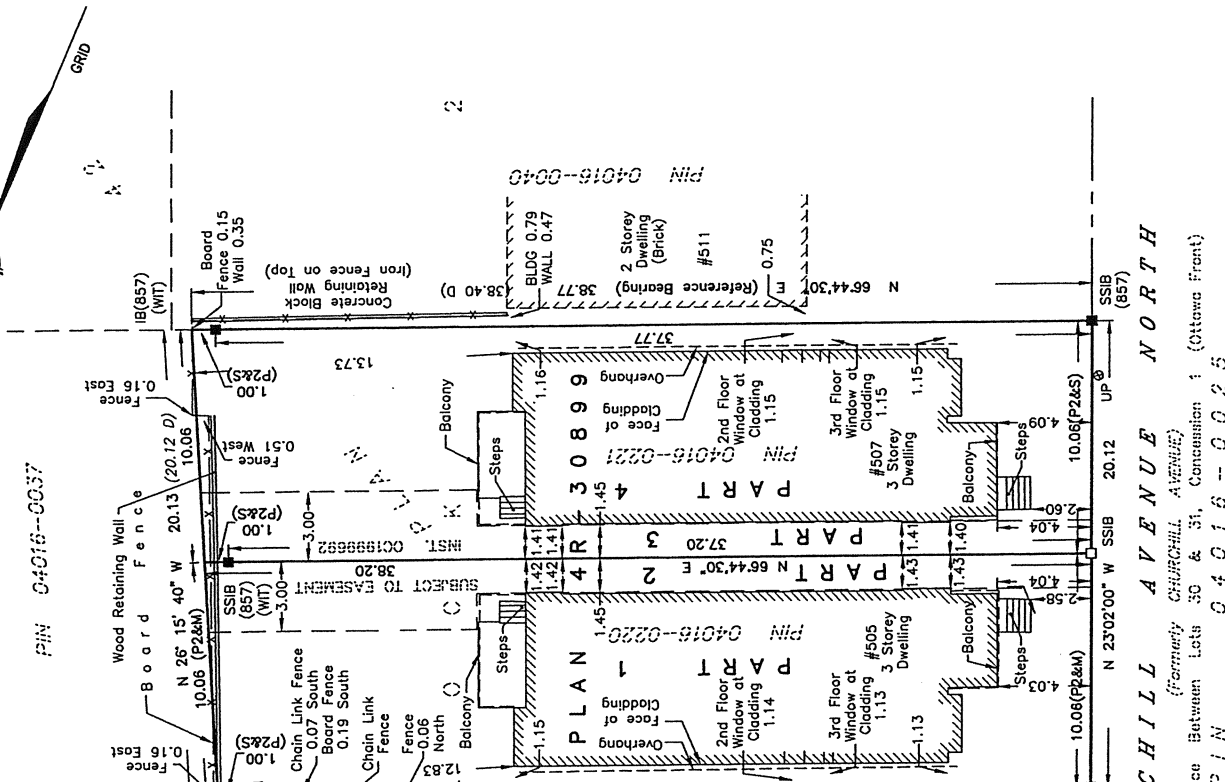 GRID
2
PIN 04016-0040
Board
Fence 0.15
Wall 0.35
IB(857)
(WIT)
Concrete Block
Retaining Wall
(Iron Fence on Top)
(38.40 D)
BLDG 0.79
WALL 0.47
38.77
2 Storey
Dwelling
(Brick)
#511
0.75
N 66°44'30" E (Reference Bearing)
SSIB
(857)
37.77
13.73
1.00
(P2&S)
Fence
0.16 East
Fence
0.51 West
10.06
20.13 (20.12 D)
N 26° 15' 40" W
10.06 (P2&M)
1.00
(P2&S)
PIN 04016-0037
Wood Retaining Wall
Board Fence
SSIB
(857)
(WIT)
3.00
3.00
SUBJECT TO EASEMENT
INST. OC1999692
38.20
Balcony
Steps
1.16
Overhang
Face of
Cladding
2nd Floor
Window at
Cladding
1.15
3rd Floor
Window at
Cladding
1.15
1.15
PIN 04016-0221
PART 4
#507
3 Storey
Dwelling
Balcony
Steps
4.09
2.60
4.04
10.06(P2&S)
20.12
UP
PLAN 4R-30899
1.45
1.41
1.41
1.42
1.42
1.45
PART 3
37.20
N 66°44'30" E
PART 2
1.41
1.40
1.43
1.43
SSIB
4.04
2.58
Balcony
Steps
PIN 04016-0220
PART 1
#505
3 Storey
Dwelling
Balcony
Steps
4.03
1.15
Overhang
Face of
Cladding
2nd Floor
Window at
Cladding
1.14
3rd Floor
Window at
Cladding
1.13
1.13
12.83
Chain Link Fence
0.07 South
Board Fence
0.19 South
Chain Link
Fence
Fence
0.06
North
1.00
(P2&S)
Fence
0.16 East
10.06(P2&M)
N 23°02'00" W
CHILL AVENUE NORTH
(Formerly CHURCHILL AVENUE)
ce Between Lots 30 & 31, Concession 1 (Ottawa Front)
PIN 04016-0095